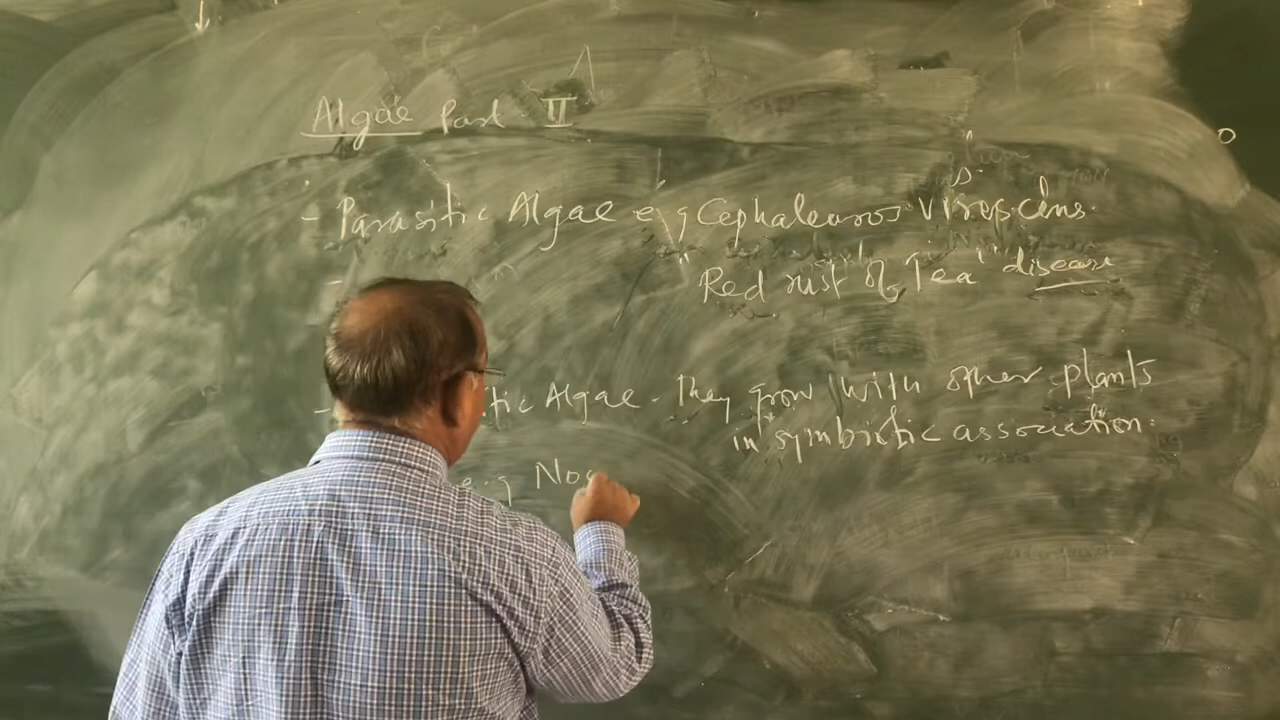 Algae Part - II
- Parasitic Algae e.g Cephaleuros Virescens.
"Red rust of Tea" disease
- tic Algae - They grow with other plants
in symbiotic association.
e.g Nos